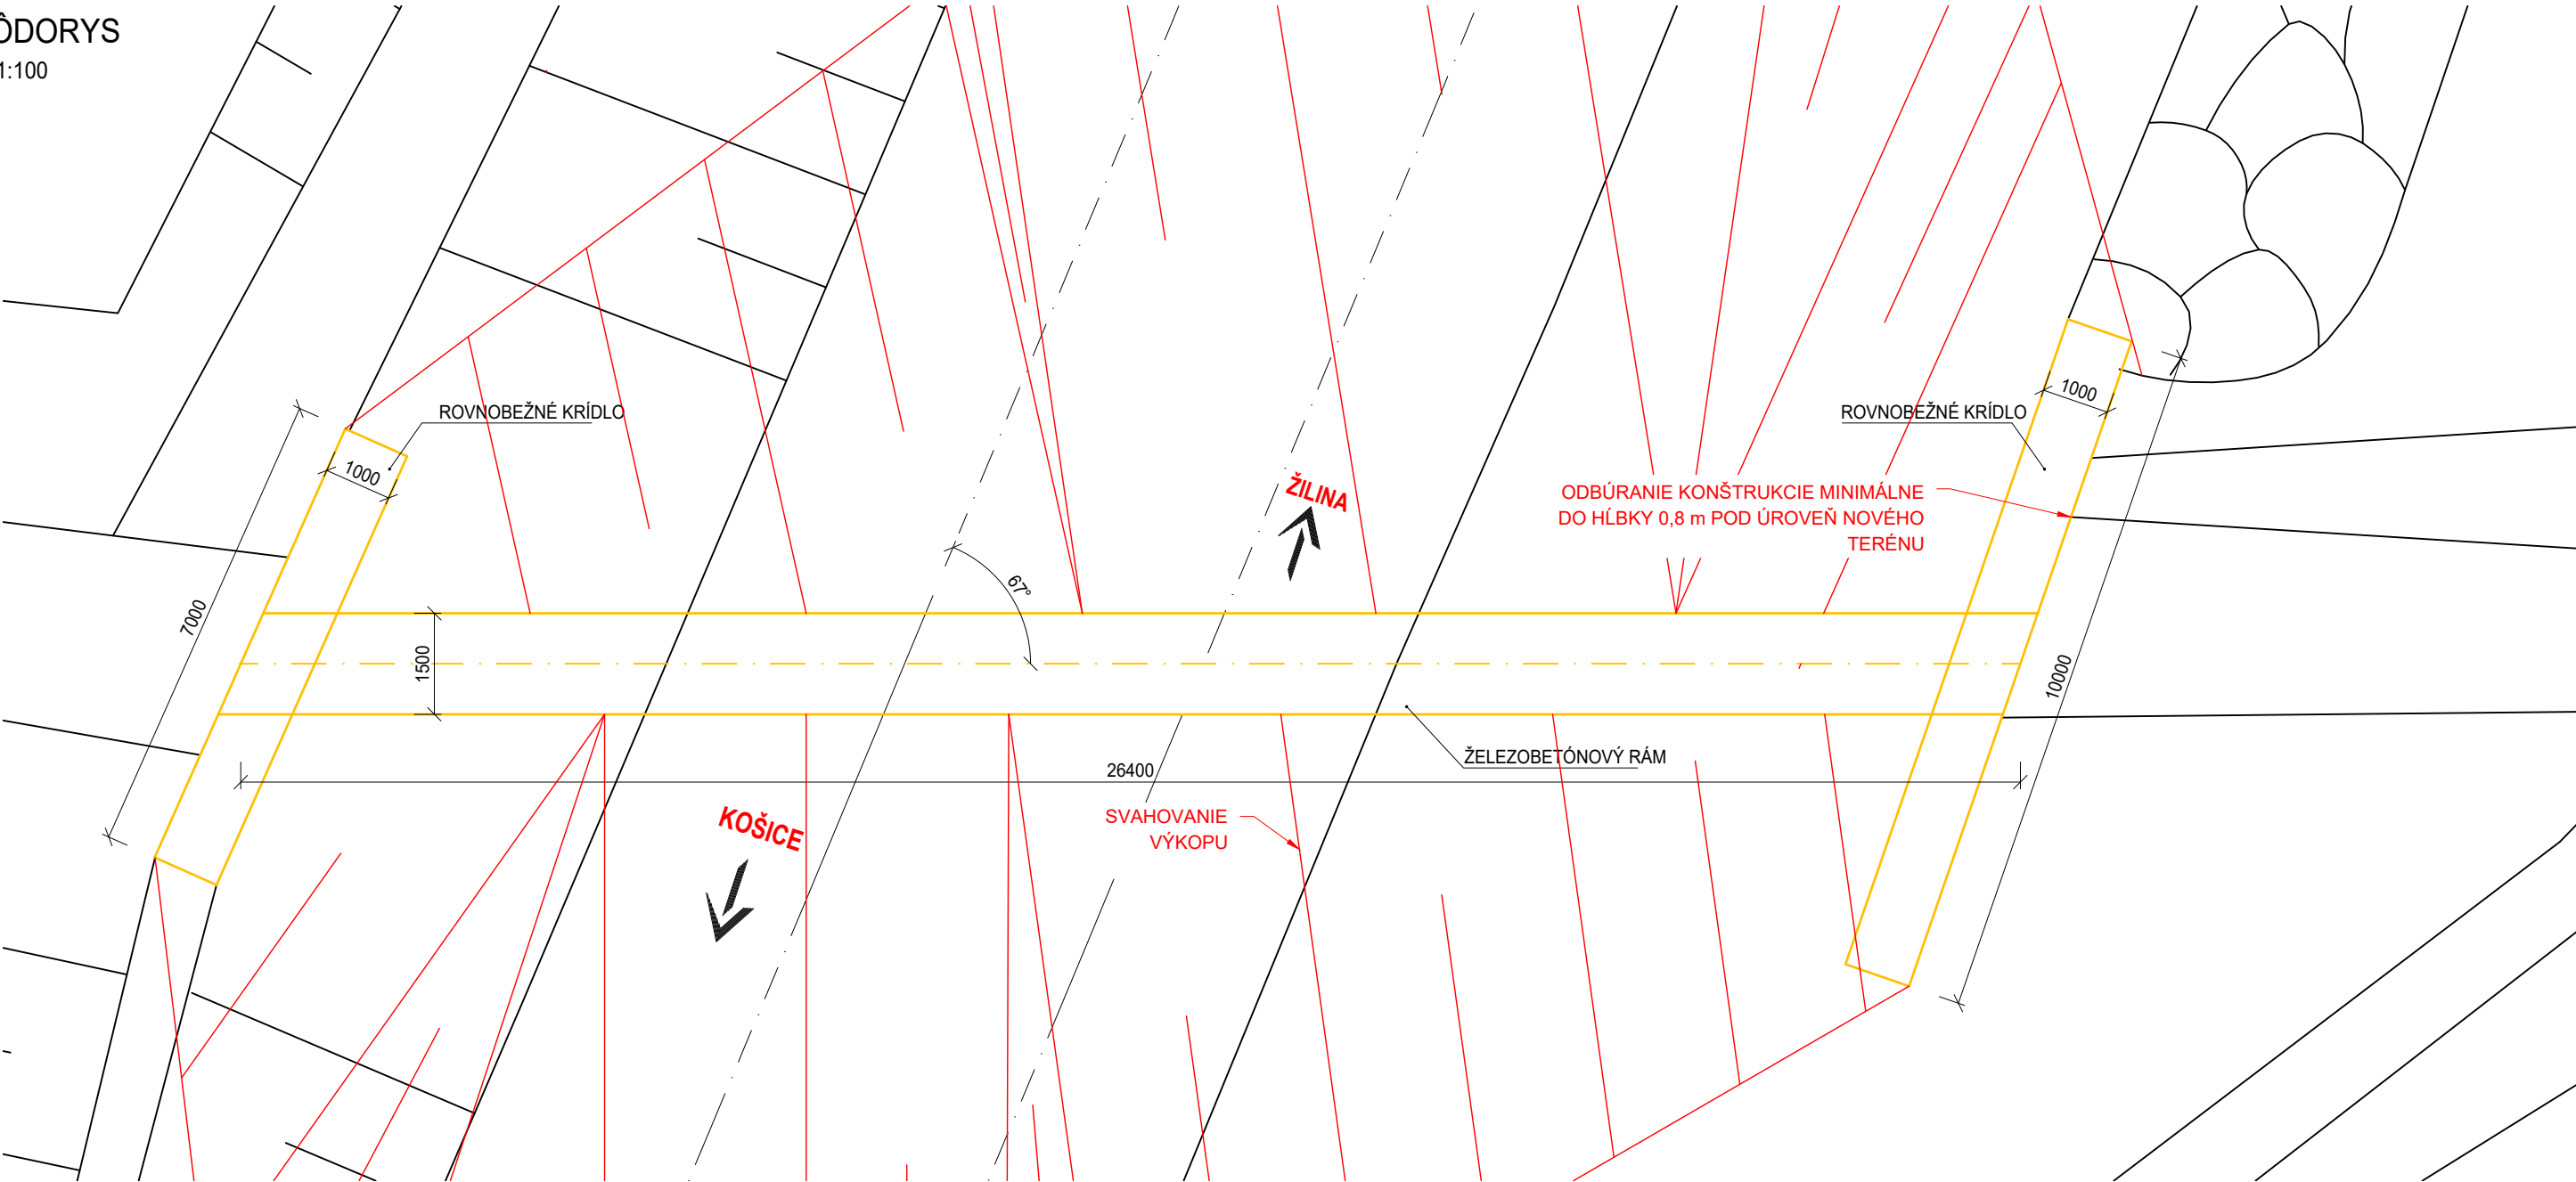 ÔDORYS
1:100
ROVNOBEŽNÉ KRÍDLO
1000
7000
1500
67°
ŽILINA
ROVNOBEŽNÉ KRÍDLO
1000
ODBÚRANIE KONŠTRUKCIE MINIMÁLNE
DO HĹBKY 0,8 m POD ÚROVEŇ NOVÉHO
TERÉNU
10000
ŽELEZOBETÓNOVÝ RÁM
26400
KOŠICE
SVAHOVANIE
VÝKOPU